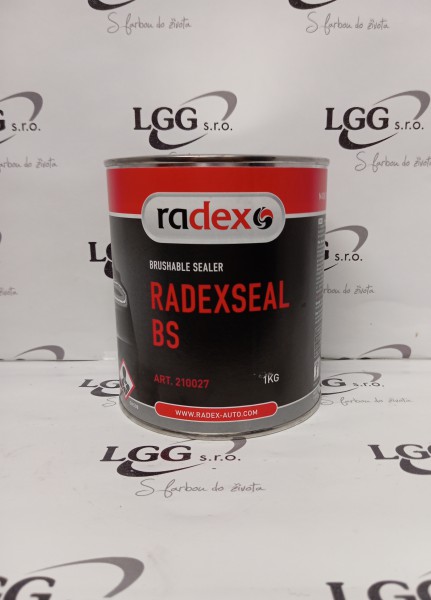 S farbou do života
LGG s.r.o.
LGG s.r.o.
S farbou do života
S farbou do života
radex
BRUSHABLE SEALER
RADEXSEAL
BS
ART. 210027
1KG
WWW.RADEX-AUTO.COM
LGG s.r.o.
S farbou do života
LGG s.r.o.